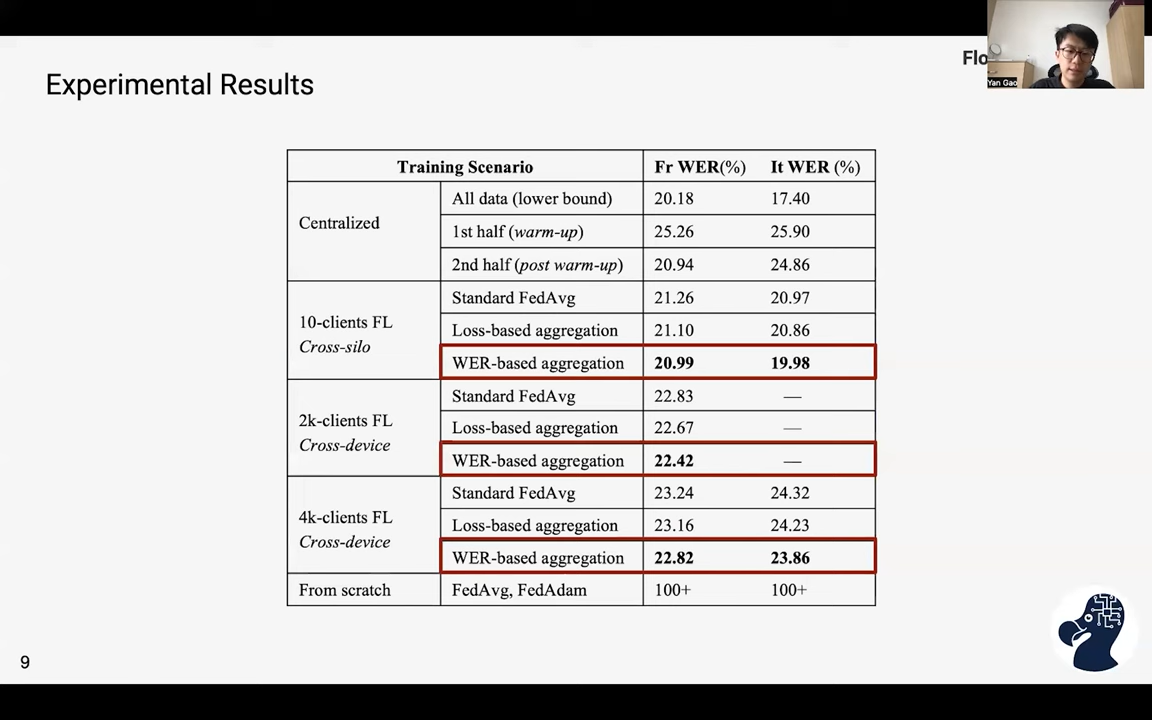 Flo
Yan Gao
Experimental Results
Training Scenario Fr WER(%) It WER (%)
Centralized
All data (lower bound) 20.18 17.40
1st half (warm-up) 25.26 25.90
2nd half (post warm-up) 20.94 24.86
10-clients FL
Cross-silo
Standard FedAvg 21.26 20.97
Loss-based aggregation 21.10 20.86
WER-based aggregation 20.99 19.98
2k-clients FL
Cross-device
Standard FedAvg 22.83 —
Loss-based aggregation 22.67 —
WER-based aggregation 22.42 —
4k-clients FL
Cross-device
Standard FedAvg 23.24 24.32
Loss-based aggregation 23.16 24.23
WER-based aggregation 22.82 23.86
From scratch FedAvg, FedAdam 100+ 100+
9